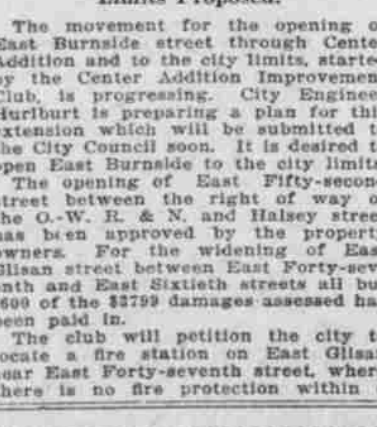 Limits Proposed.
The movement for the opening o
East Burnside street through Cente
Addition and to the city limits, starte
by the Center Addition Improvemen
Club, is progressing. City Enginee
Hurlburt is preparing a plan for thi
extension which will be submitted t
the City Council soon. It is desired t
open East Burnside to the city limits
The opening of East Fifty-secon
street between the right of way o
the O.-W. R. & N. and Halsey stree
has been approved by the property
owners. For the widening of Eas
Glisan street between East Forty-sev
enth and East Sixtieth streets all bu
$600 of the $3799 damages assessed ha
been paid in.
The club will petition the city t
locate a fire station on East Glisan
near East Forty-seventh street, wher
there is no fire protection within